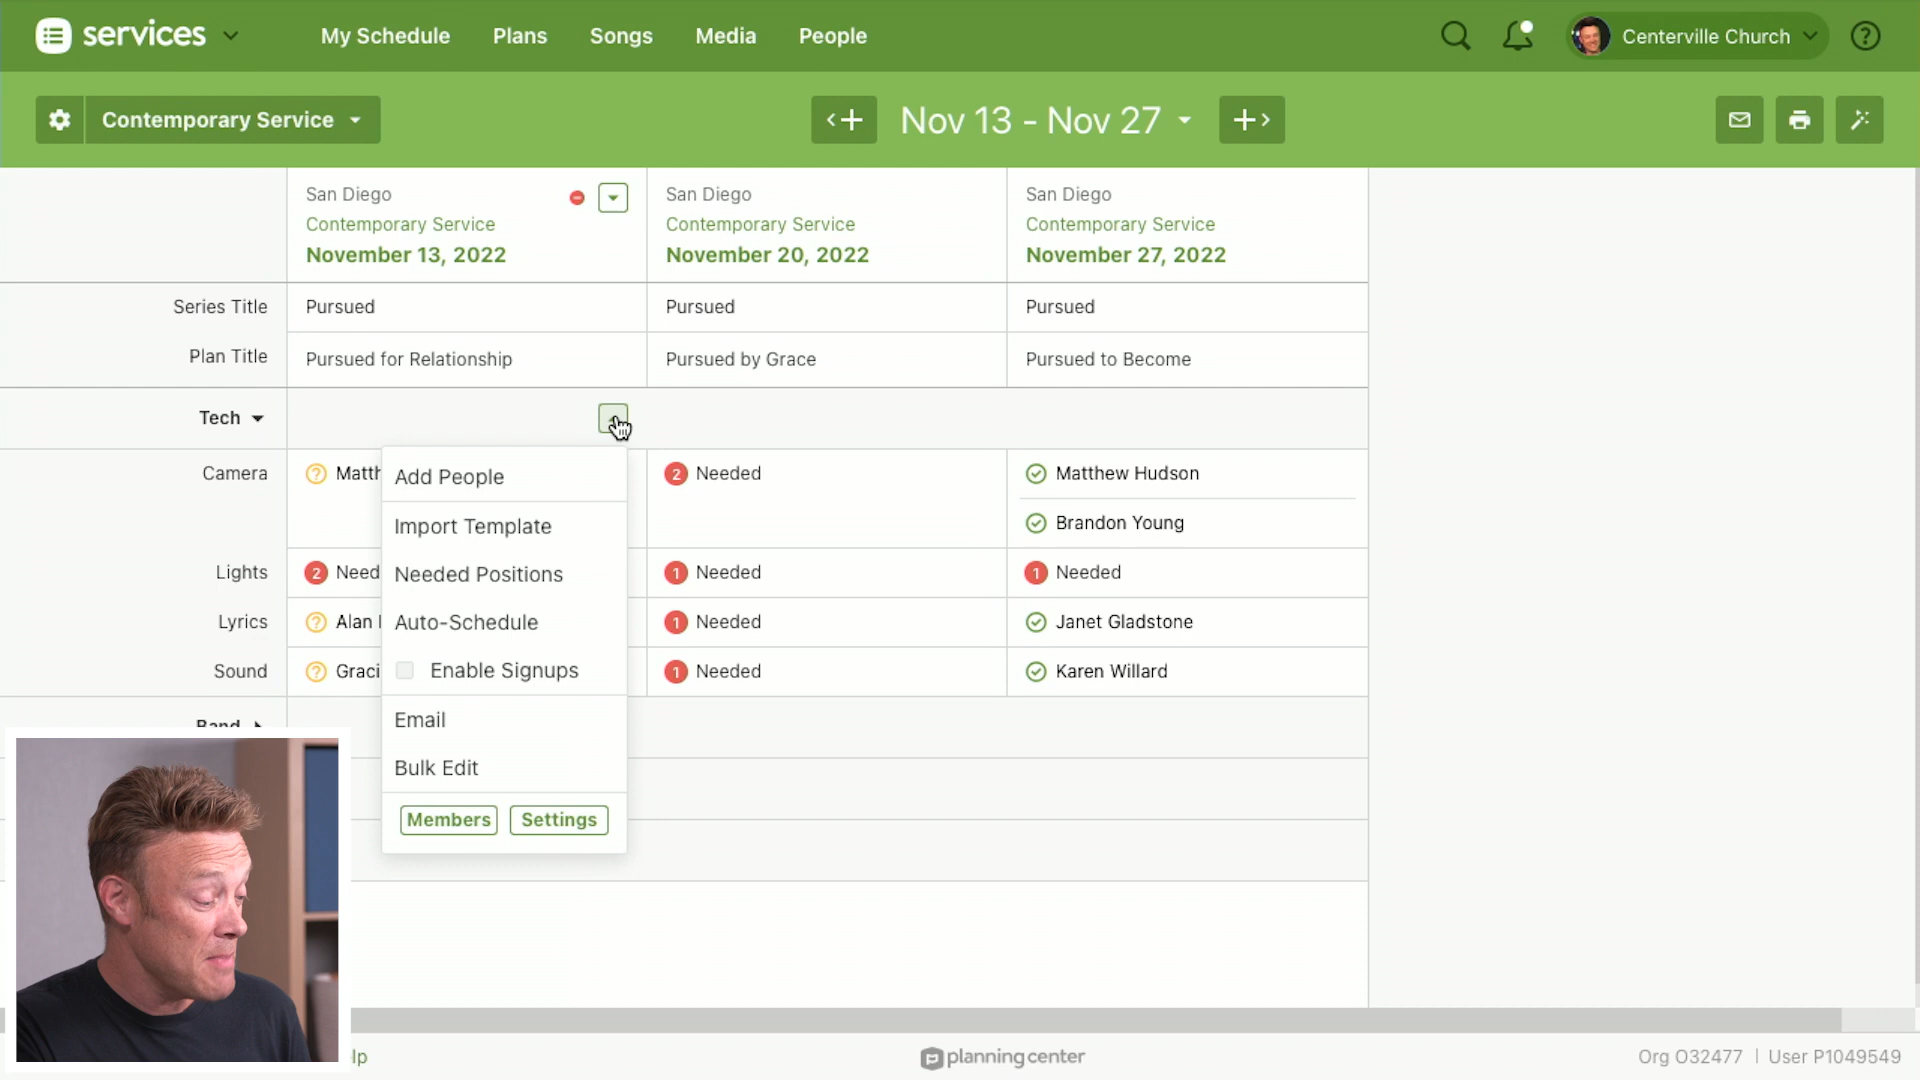 services
My Schedule
Plans
Songs
Media
People
Centerville Church
Contemporary Service
Nov 13 - Nov 27
San Diego
Contemporary Service
November 13, 2022
San Diego
Contemporary Service
November 20, 2022
San Diego
Contemporary Service
November 27, 2022
Series Title
Pursued
Pursued
Pursued
Plan Title
Pursued for Relationship
Pursued by Grace
Pursued to Become
Tech
Camera
Matth
2 Needed
Matthew Hudson
Brandon Young
Lights
2 Need
1 Needed
1 Needed
Lyrics
Alan
1 Needed
Janet Gladstone
Sound
Graci
1 Needed
Karen Willard
Band
Add People
Import Template
Needed Positions
Auto-Schedule
Enable Signups
Email
Bulk Edit
Members
Settings
lp
planning center
Org O32477 | User P1049549